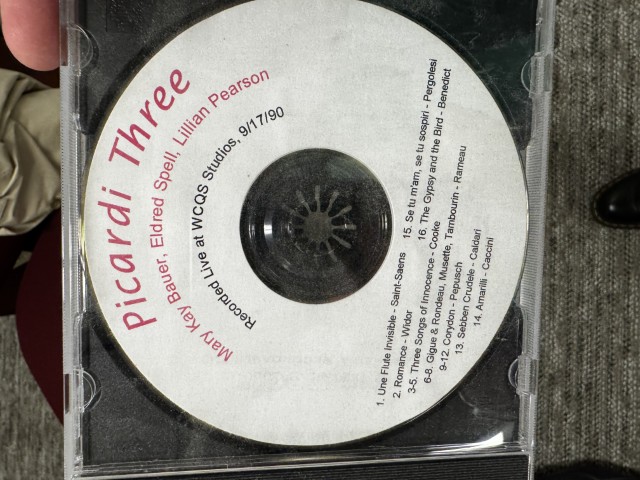 Picardi Three
Mary Kay Bauer, Eldred Spell, Lillian Pearson
Recorded Live at WCQS Studios, 9/17/90
1. Une Flute Invisible - Saint-Saens
2. Romance - Widor
3-5. Three Songs of Innocence - Cooke
6-8. Gigue & Rondeau, Musette, Tambourin - Rameau
9-12. Corydon - Pepusch
13. Sebben Crudele - Caldari
14. Amarilli - Caccini
15. Se tu m'am, se tu sospiri - Pergolesi
16. The Gypsy and the Bird - Benedict